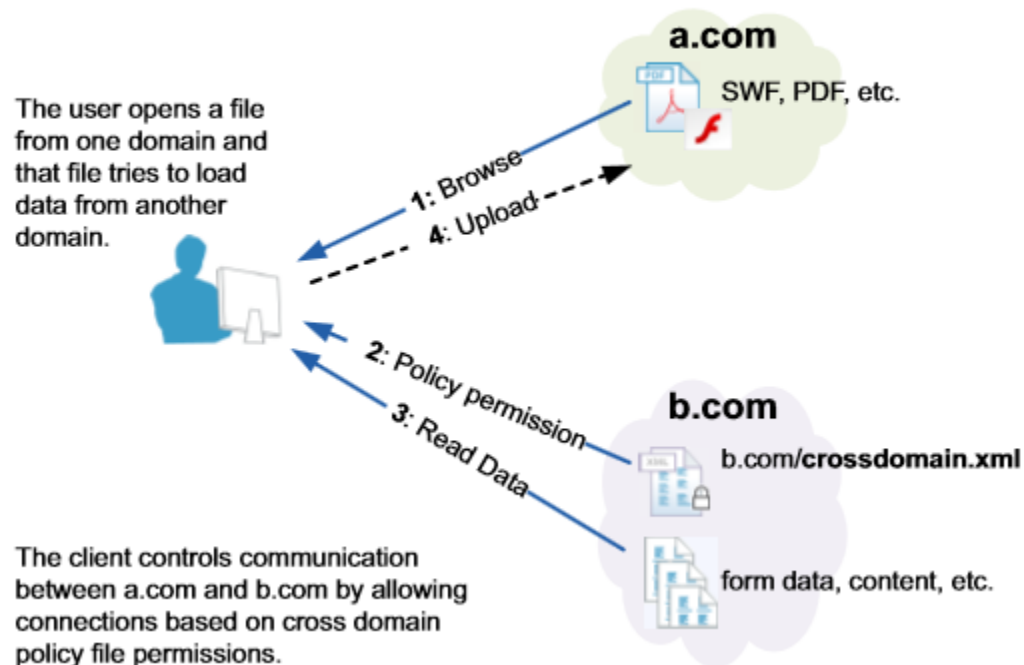 a.com
PDF
SWF, PDF, etc.
The user opens a file
from one domain and
that file tries to load
data from another
domain.
1: Browse
4: Upload
2: Policy permission
3: Read Data
b.com
XML
b.com/crossdomain.xml
form data, content, etc.
The client controls communication
between a.com and b.com by allowing
connections based on cross domain
policy file permissions.